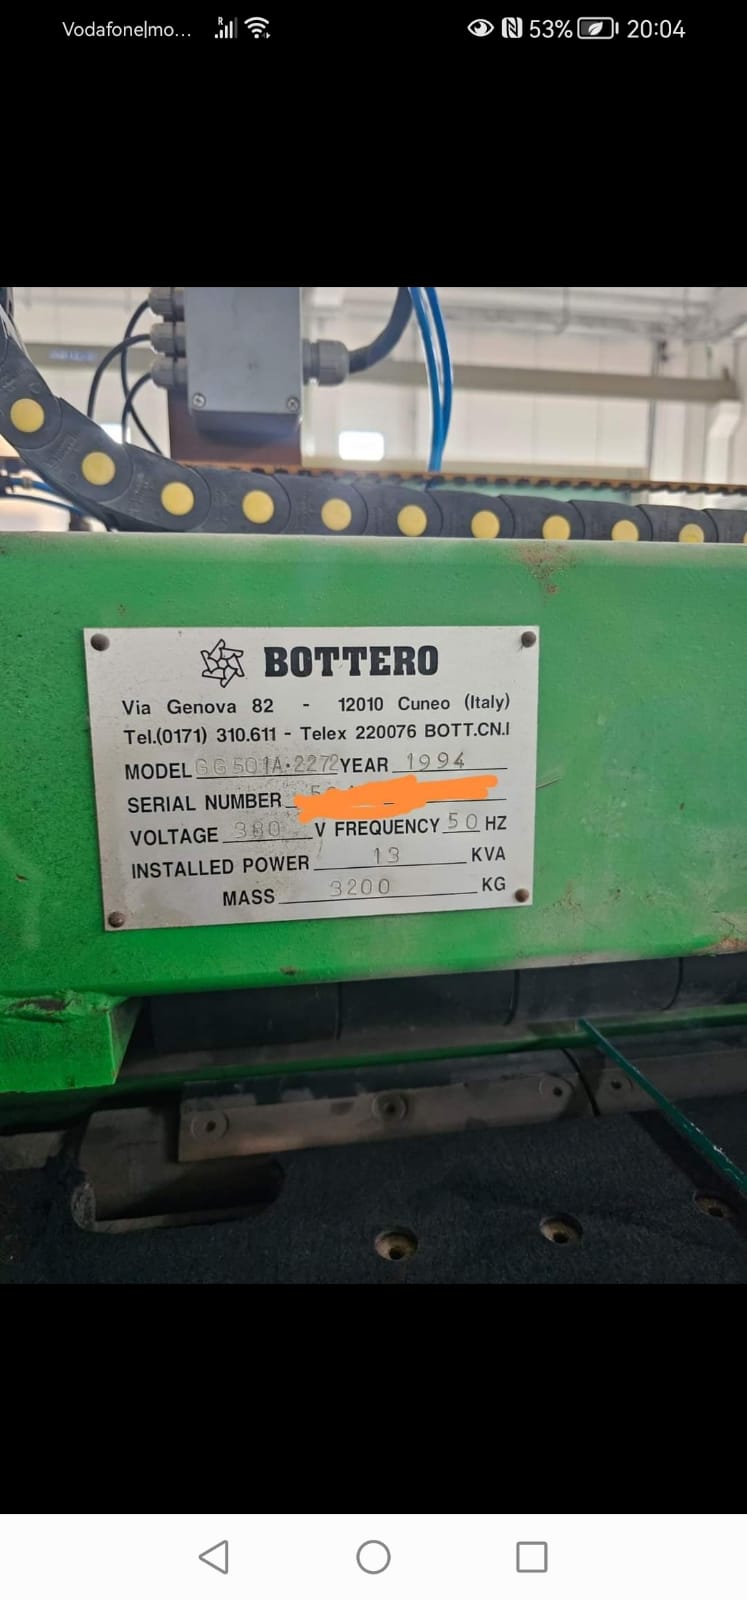 Vodafone|mo...
53% 20:04
BOTTERO
Via Genova 82 - 12010 Cuneo (Italy)
Tel.(0171) 310.611 - Telex 220076 BOTT.CN.I
MODEL GG501A·2272 YEAR 1994
SERIAL NUMBER
VOLTAGE 380 V FREQUENCY 50 HZ
INSTALLED POWER 13 KVA
MASS 3200 KG